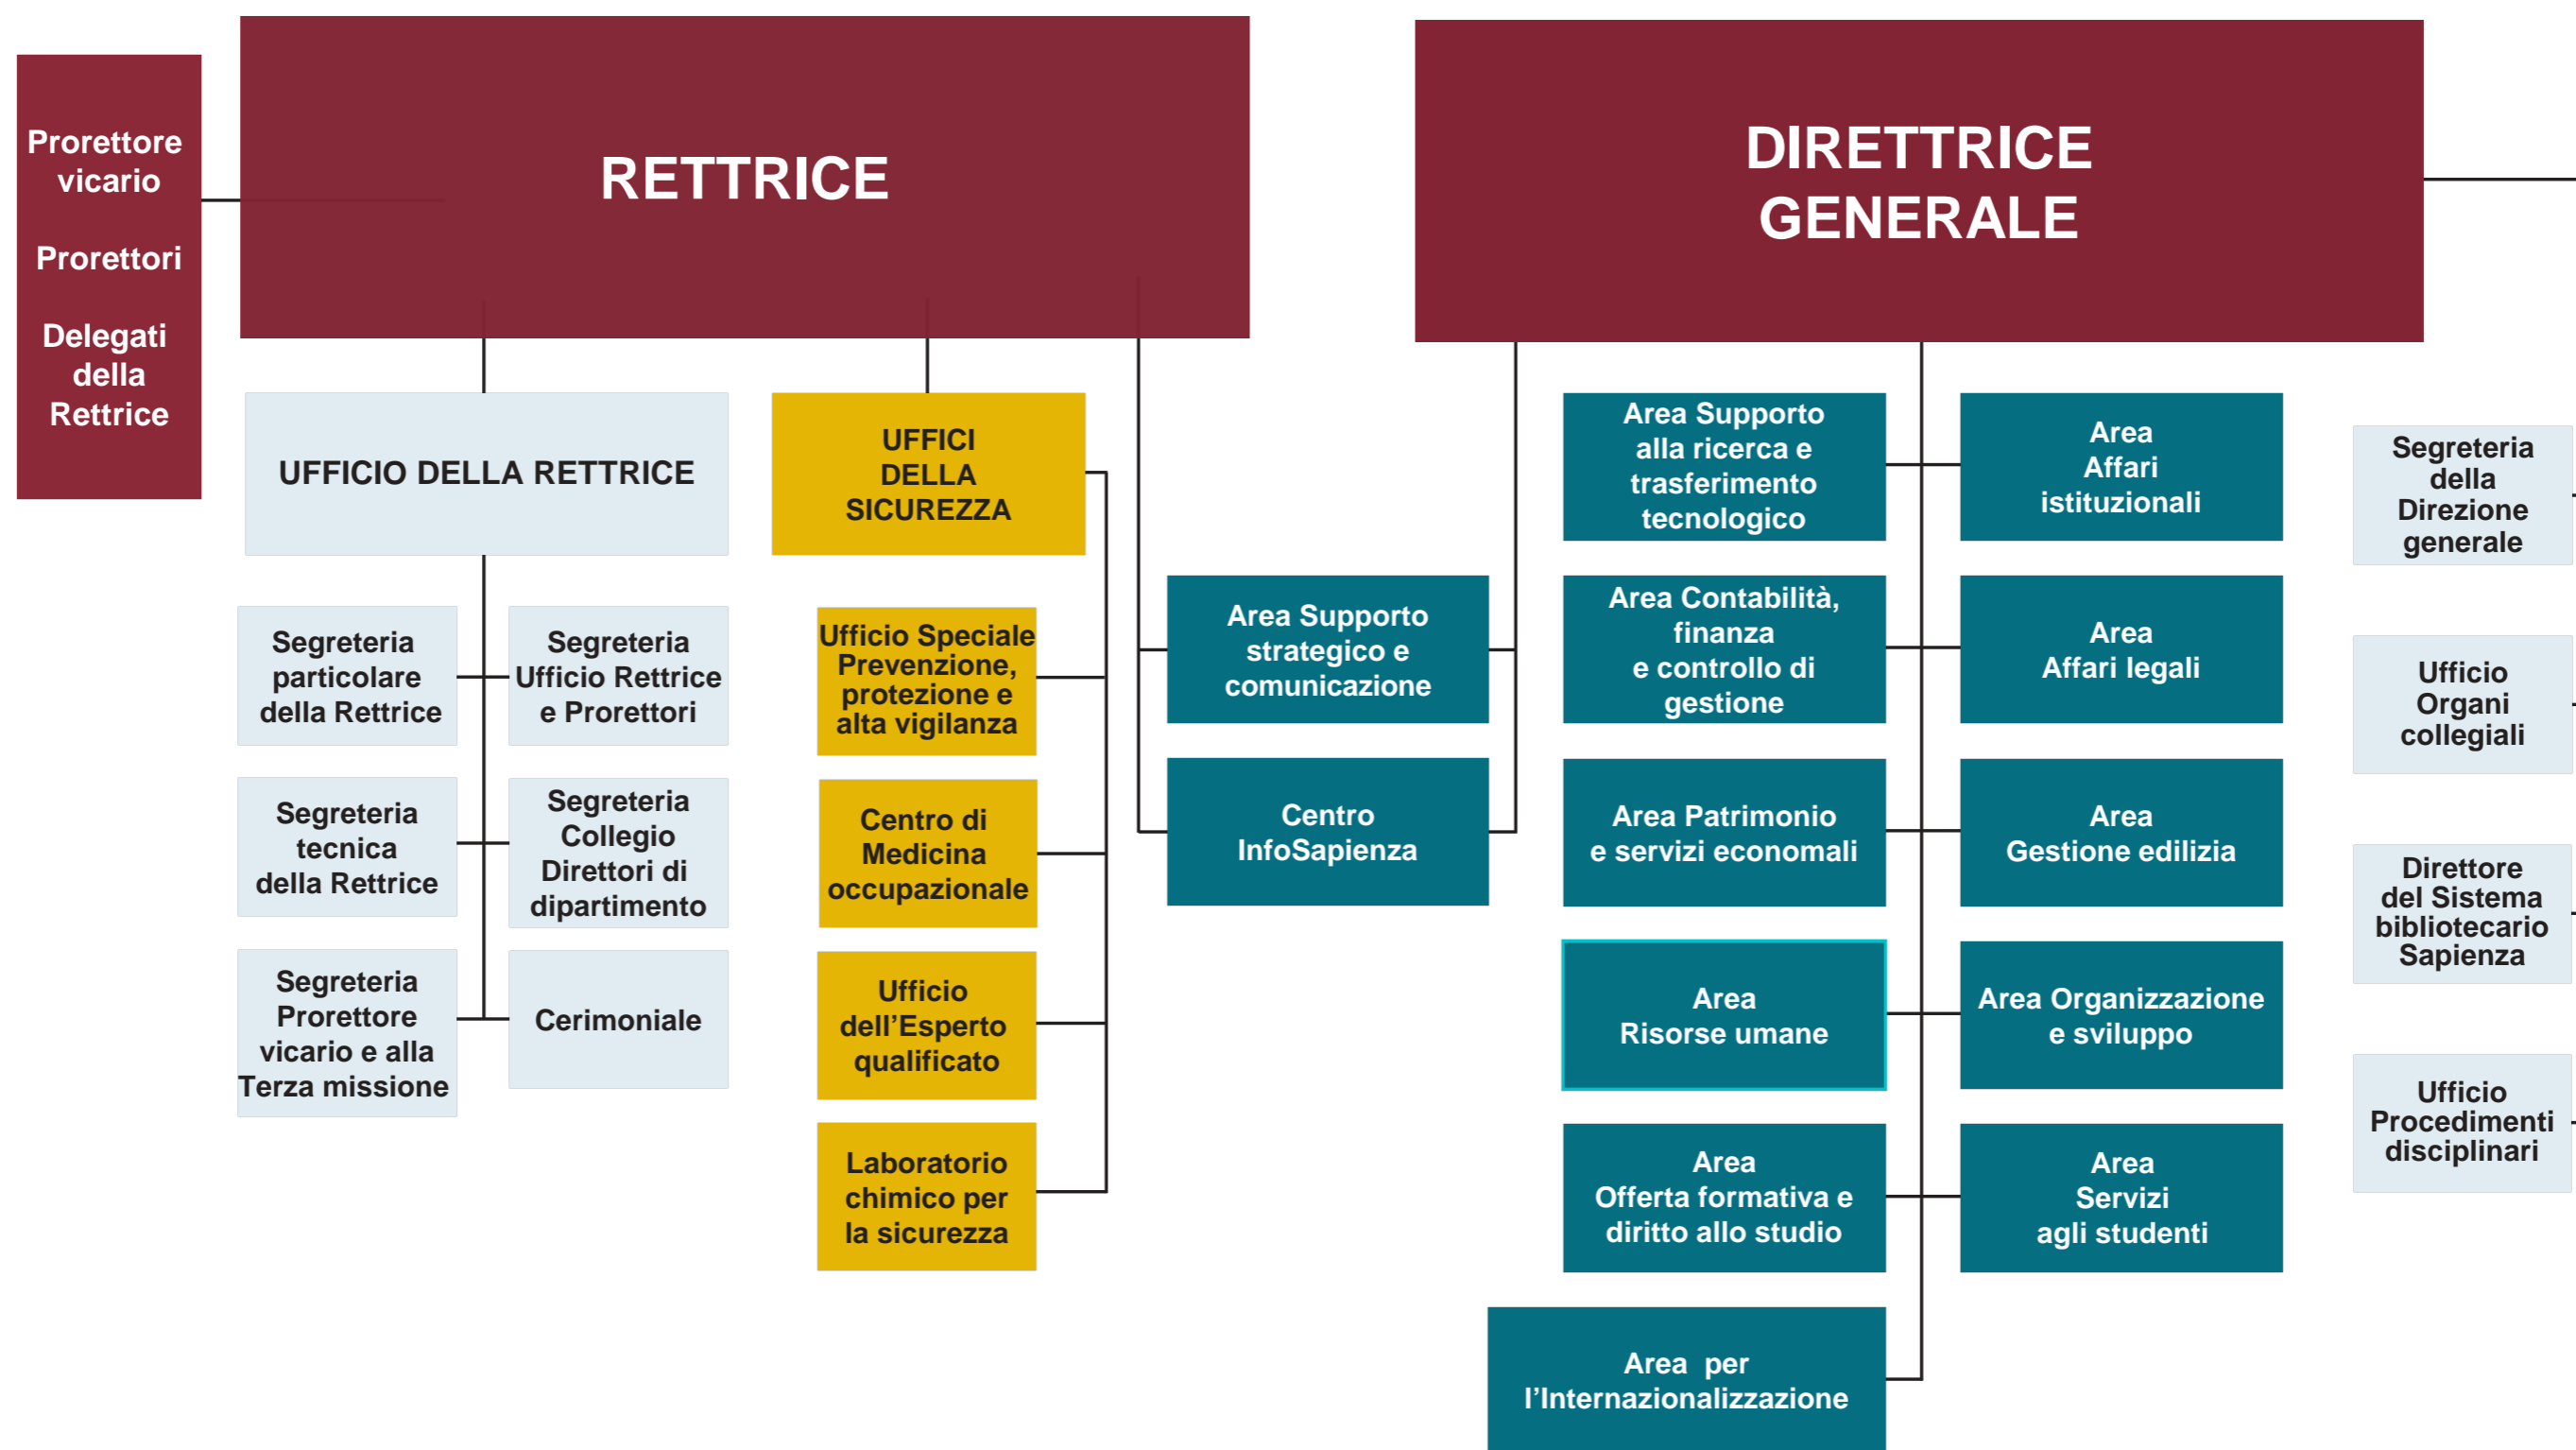 Prorettore
vicario
Prorettori
Delegati
della
Rettrice
RETTRICE
DIRETTRICE
GENERALE
UFFICIO DELLA RETTRICE
Segreteria
particolare
della Rettrice
Segreteria
Ufficio Rettrice
e Prorettori
Segreteria
tecnica
della Rettrice
Segreteria
Collegio
Direttori di
dipartimento
Segreteria
Prorettore
vicario e alla
Terza missione
Cerimoniale
UFFICI
DELLA
SICUREZZA
Ufficio Speciale
Prevenzione,
protezione e
alta vigilanza
Centro di
Medicina
occupazionale
Ufficio
dell’Esperto
qualificato
Laboratorio
chimico per
la sicurezza
Area Supporto
strategico e
comunicazione
Centro
InfoSapienza
Area Supporto
alla ricerca e
trasferimento
tecnologico
Area
Affari
istituzionali
Area Contabilità,
finanza
e controllo di
gestione
Area
Affari legali
Area Patrimonio
e servizi economali
Area
Gestione edilizia
Area
Risorse umane
Area Organizzazione
e sviluppo
Area
Offerta formativa e
diritto allo studio
Area
Servizi
agli studenti
Area per
l’Internazionalizzazione
Segreteria
della
Direzione
generale
Ufficio
Organi
collegiali
Direttore
del Sistema
bibliotecario
Sapienza
Ufficio
Procedimenti
disciplinari